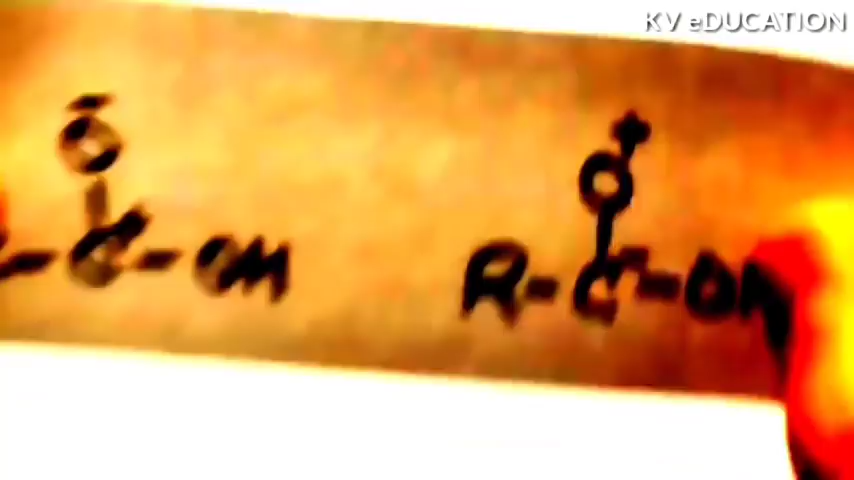 KV eDUCATION
O
C - OH
O+
R - C - OH